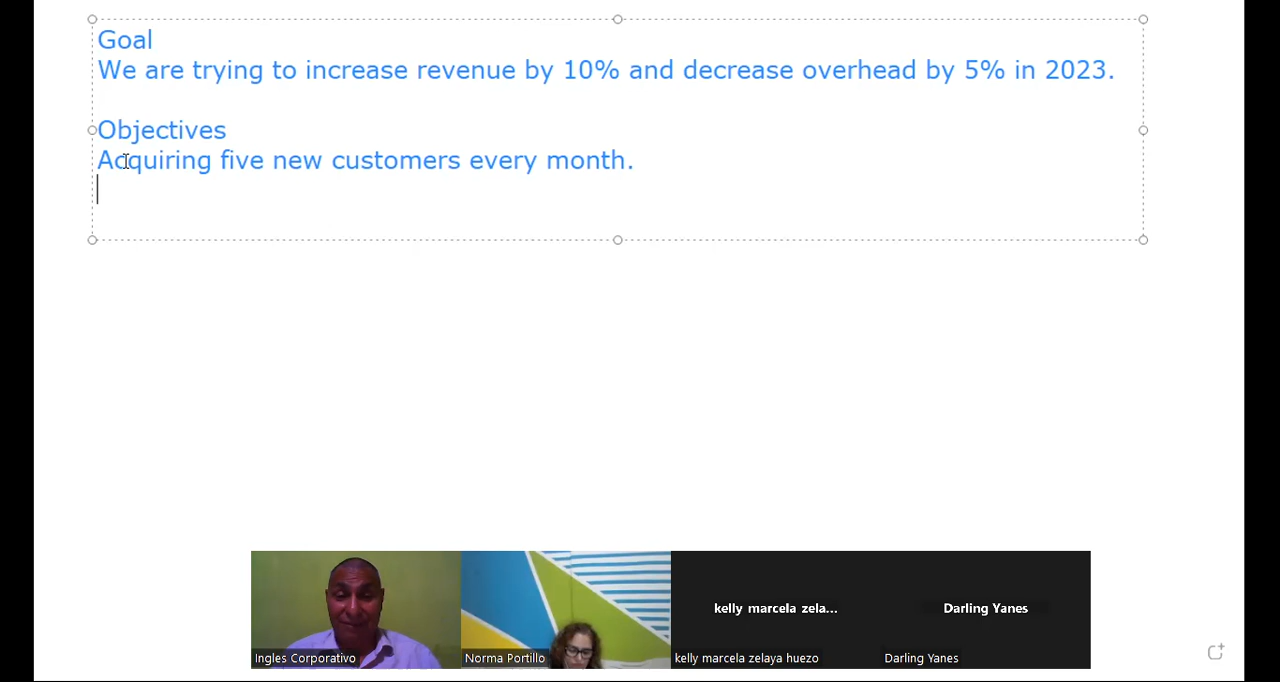 Goal
We are trying to increase revenue by 10% and decrease overhead by 5% in 2023.
Objectives
Acquiring five new customers every month.
kelly marcela zela...
Darling Yanes
Ingles Corporativo
Norma Portillo
kelly marcela zelaya huezo
Darling Yanes